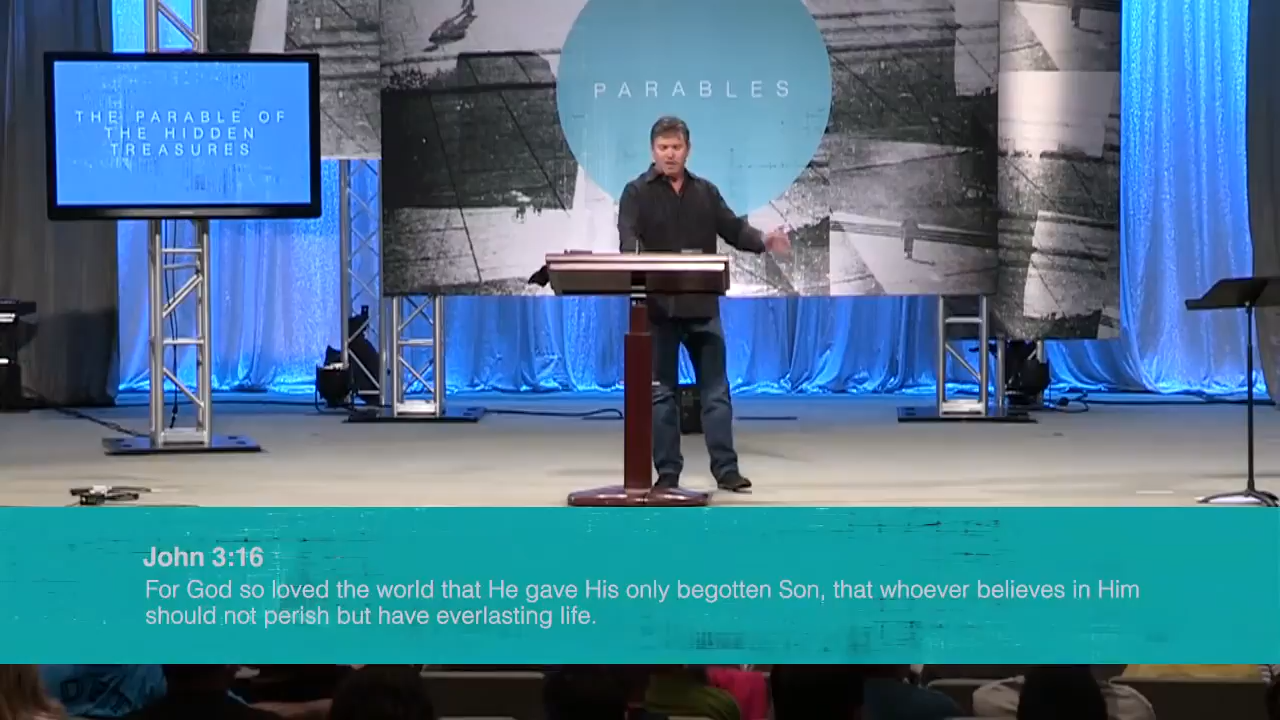 PARABLES
THE PARABLE OF
THE HIDDEN
TREASURES
John 3:16
For God so loved the world that He gave His only begotten Son, that whoever believes in Him
should not perish but have everlasting life.